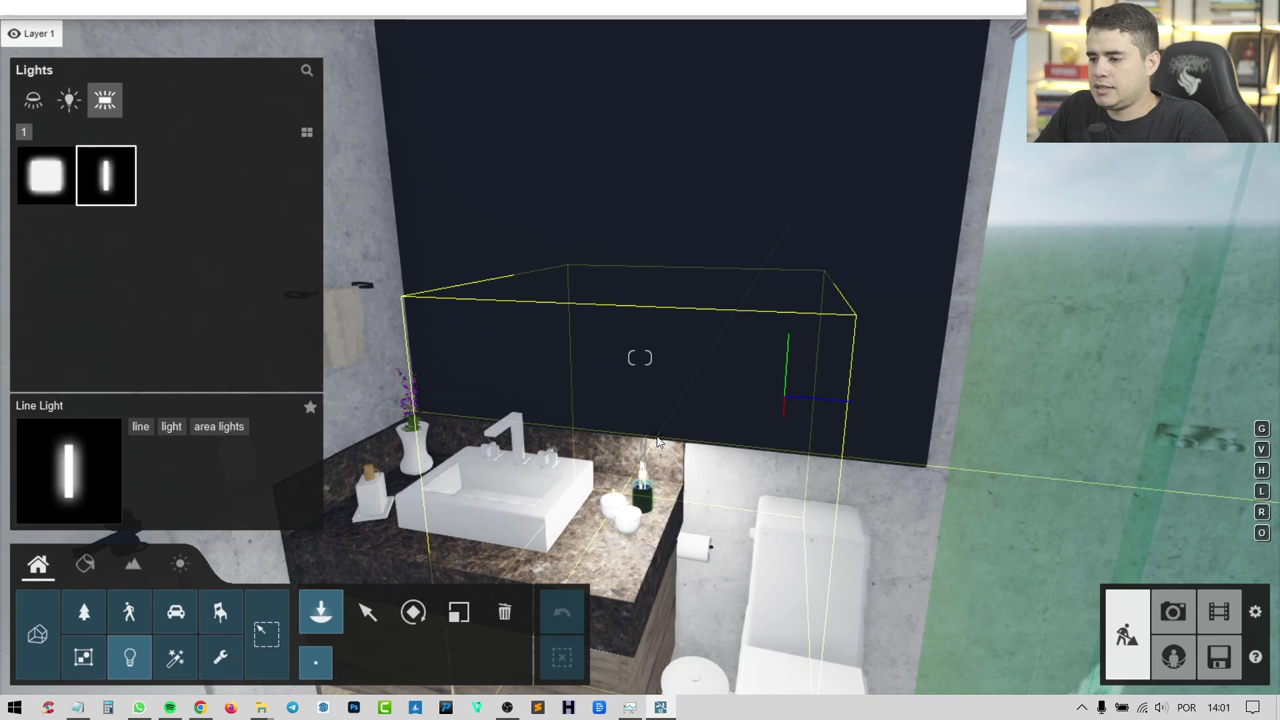 Layer 1
Lights
1
Line Light
line
light
area lights
G
V
H
L
R
O
POR
14:01